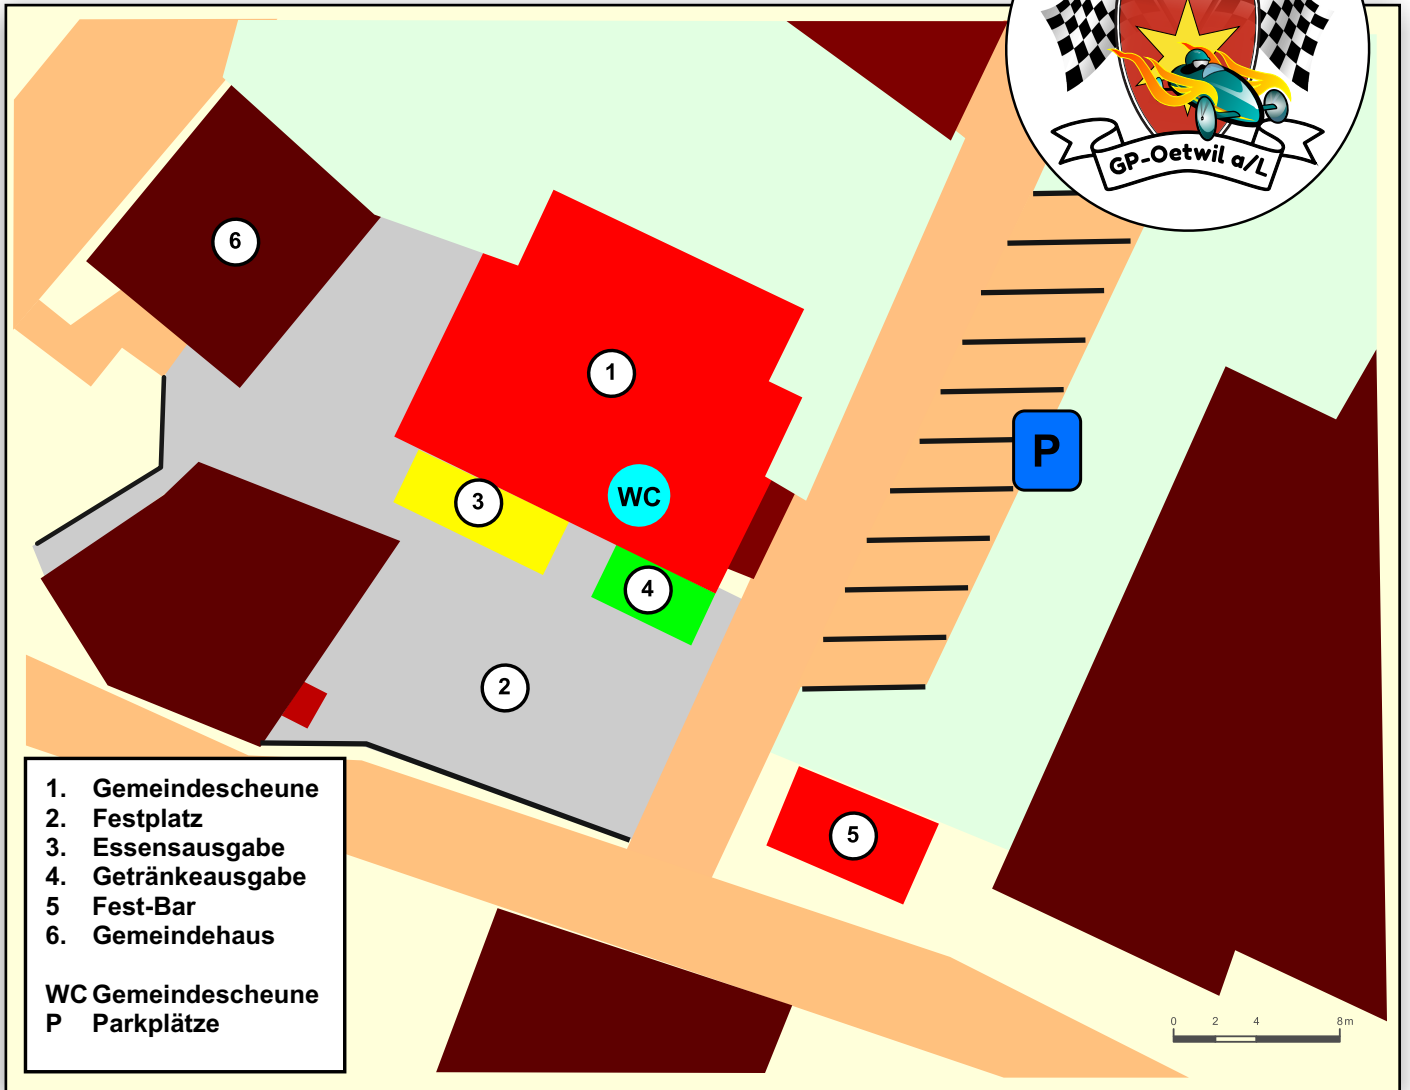 GP-Oetwil a/L
6
1
P
WC
3
4
2
5
1. Gemeindescheune
2. Festplatz
3. Essensausgabe
4. Getränkeausgabe
5 Fest-Bar
6. Gemeindehaus
WC Gemeindescheune
P Parkplätze
0 2 4 8m